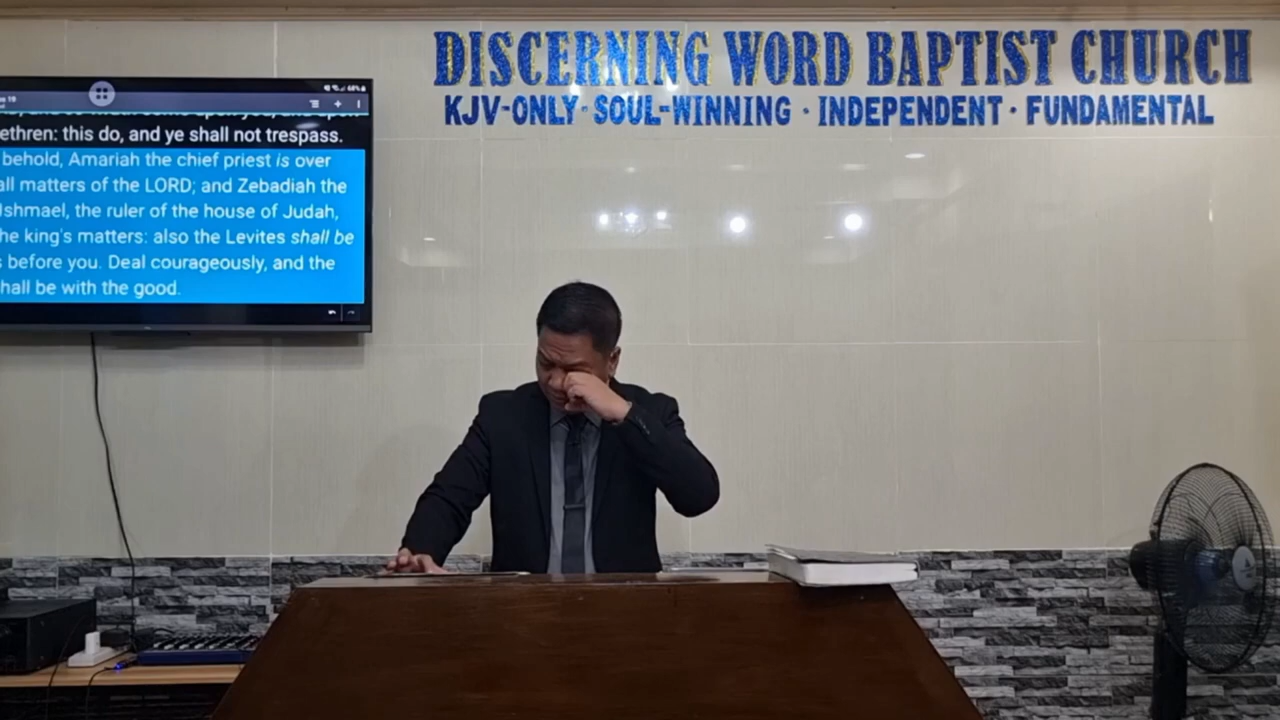 DISCERNING WORD BAPTIST CHURCH
KJV-ONLY · SOUL-WINNING · INDEPENDENT · FUNDAMENTAL
68%
19
ethren: this do, and ye shall not trespass.
behold, Amariah the chief priest is over
all matters of the LORD; and Zebadiah the
Ishmael, the ruler of the house of Judah,
he king's matters: also the Levites shall be
s before you. Deal courageously, and the
hall be with the good.